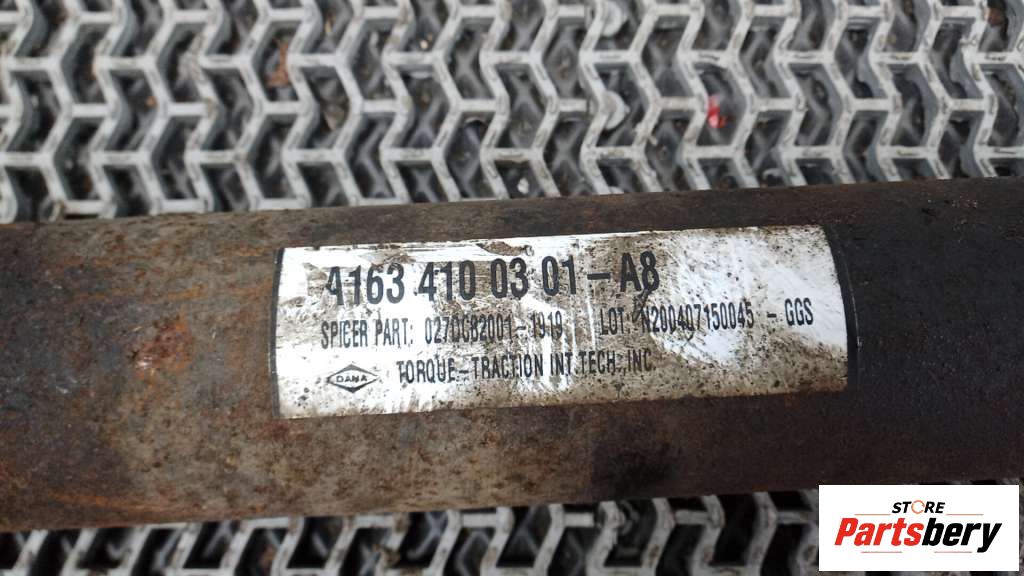 4163 410 03 01-A8
SPICER PART: 027DC82001-1919 LOT: N200407150045 - GGS
DANA
TORQUE-TRACTION INT.TECH.,INC.
STORE
Partsbery